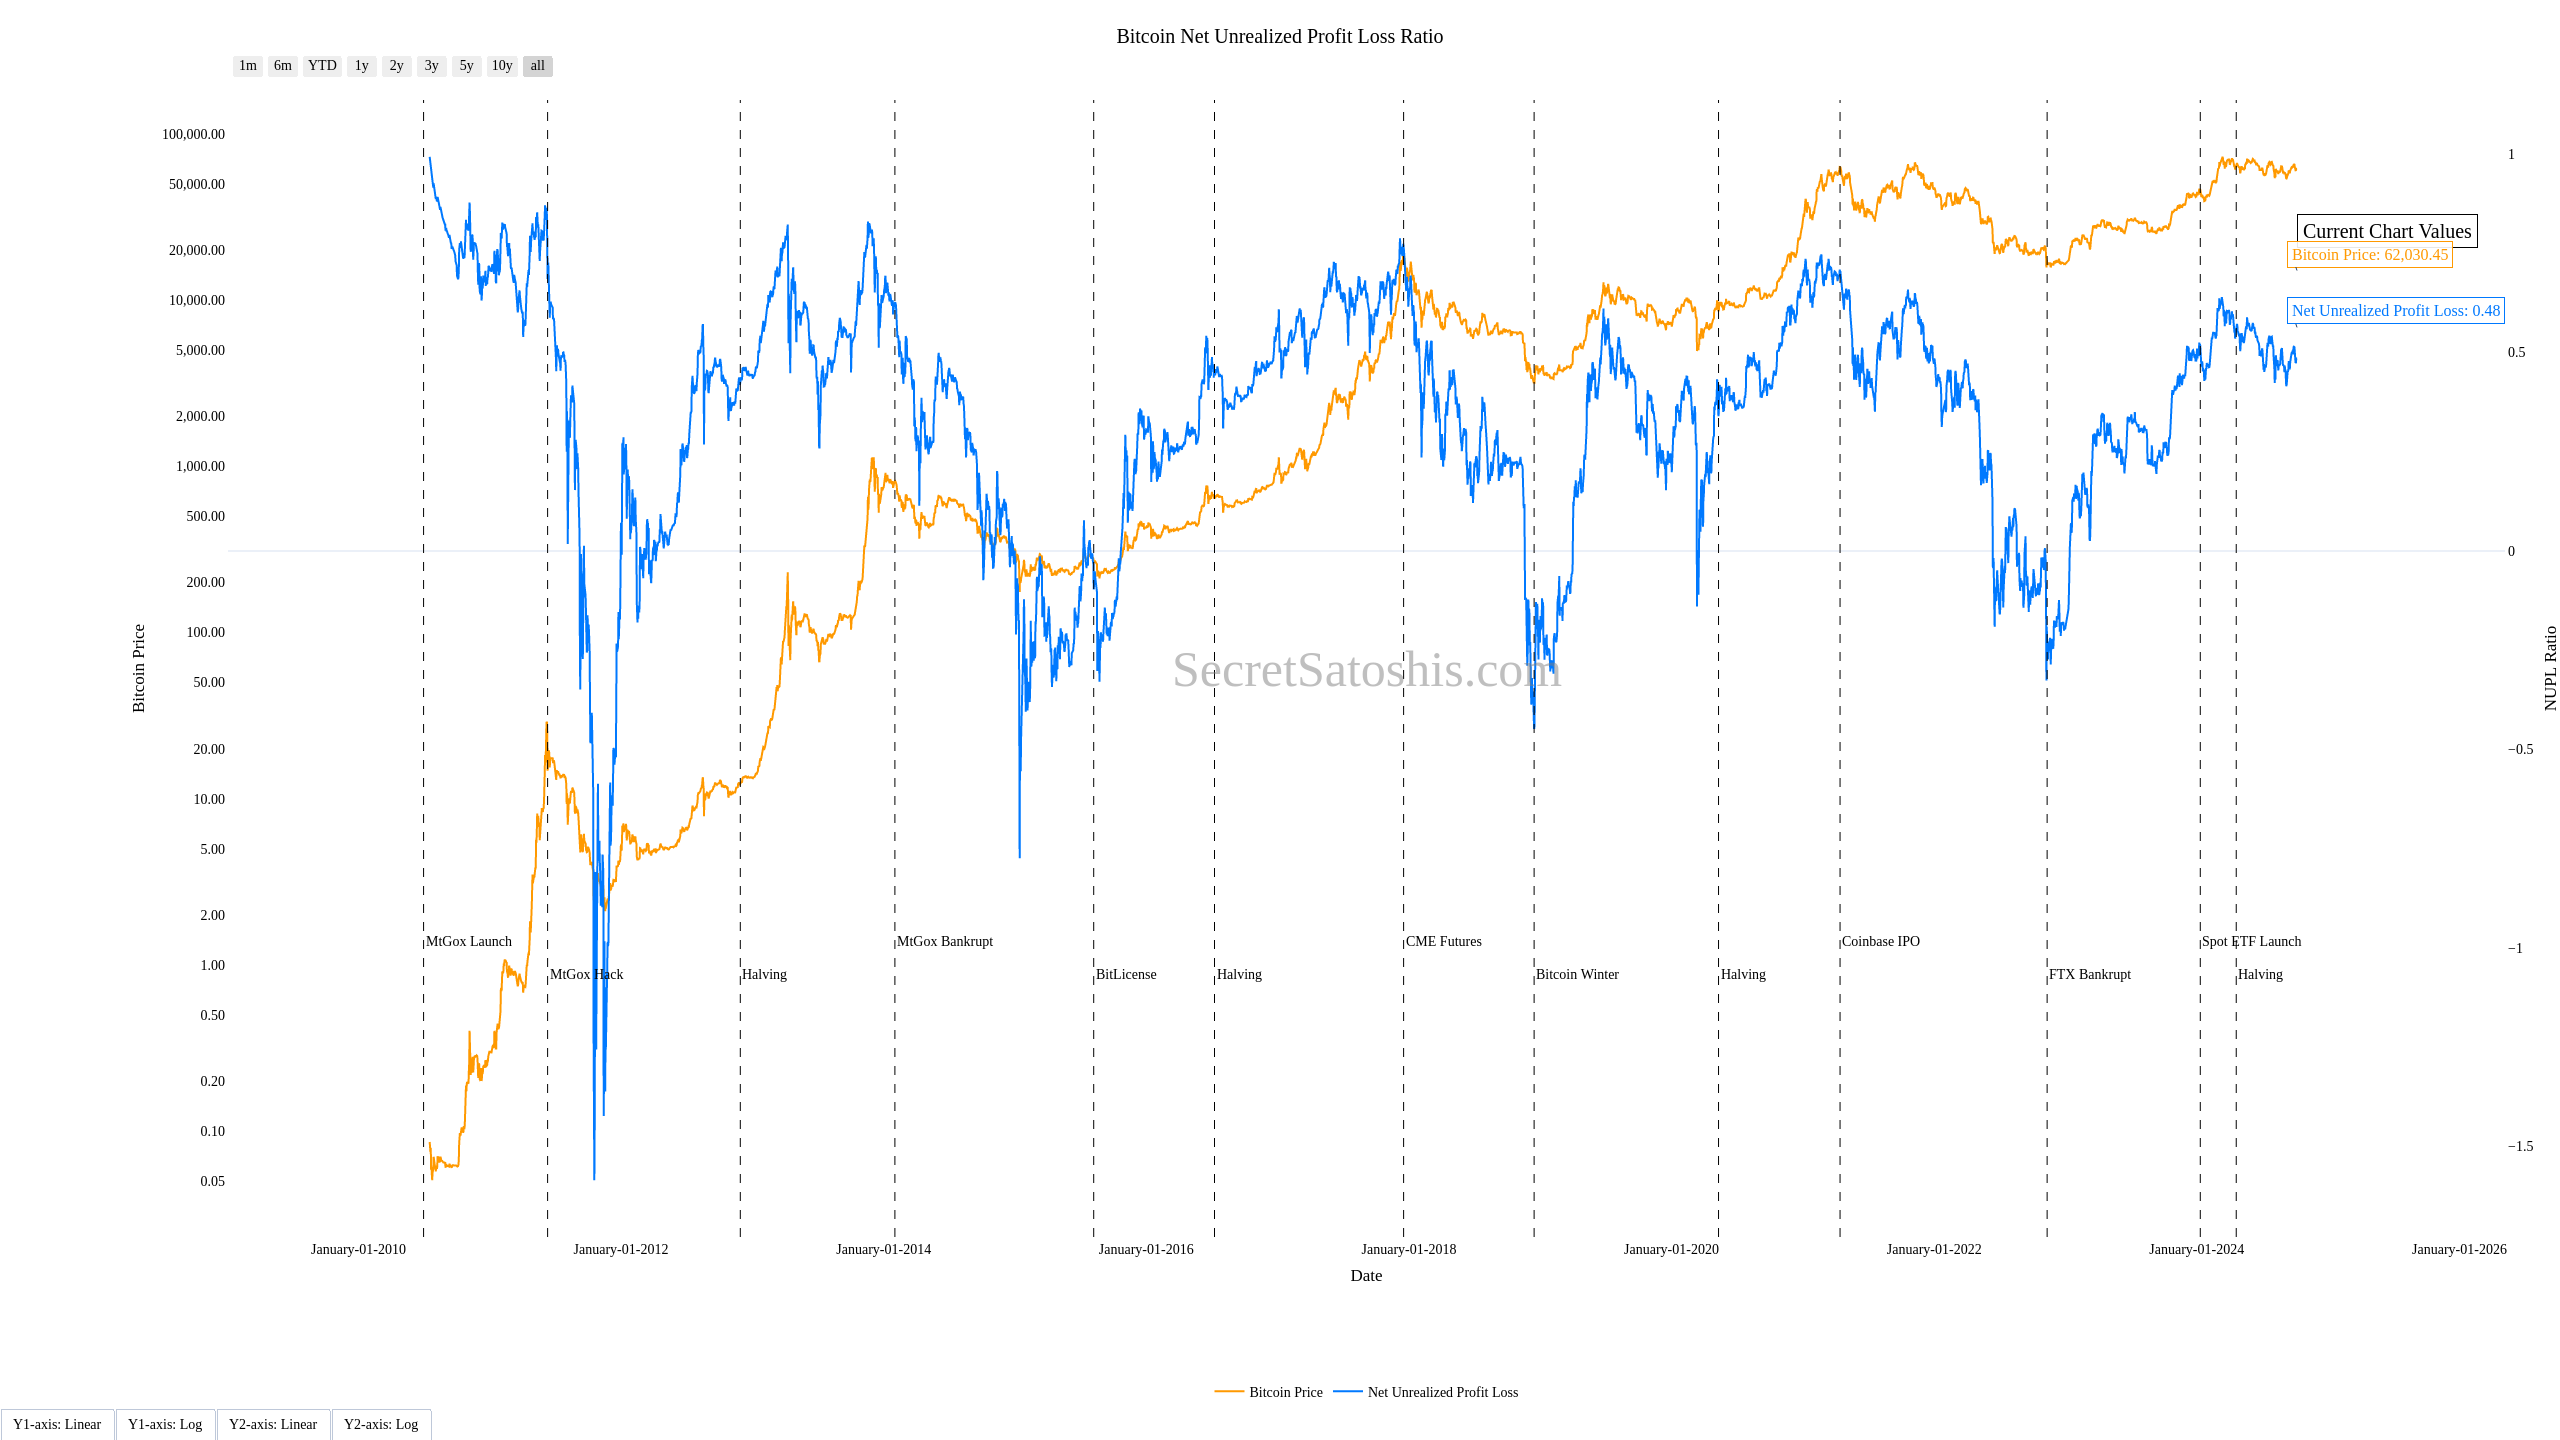 Bitcoin Net Unrealized Profit Loss Ratio
1m 6m YTD 1y 2y 3y 5y 10y all
100,000.00
50,000.00
20,000.00
10,000.00
5,000.00
2,000.00
1,000.00
500.00
200.00
100.00
50.00
20.00
10.00
5.00
2.00
1.00
0.50
0.20
0.10
0.05
Bitcoin Price
1
0.5
0
−0.5
−1
−1.5
NUPL Ratio
Current Chart Values
Bitcoin Price: 62,030.45
Net Unrealized Profit Loss: 0.48
SecretSatoshis.com
MtGox Launch
MtGox Hack
Halving
MtGox Bankrupt
BitLicense
Halving
CME Futures
Bitcoin Winter
Halving
Coinbase IPO
FTX Bankrupt
Spot ETF Launch
Halving
January-01-2010 January-01-2012 January-01-2014 January-01-2016 January-01-2018 January-01-2020 January-01-2022 January-01-2024 January-01-2026
Date
Bitcoin Price Net Unrealized Profit Loss
Y1-axis: Linear Y1-axis: Log Y2-axis: Linear Y2-axis: Log